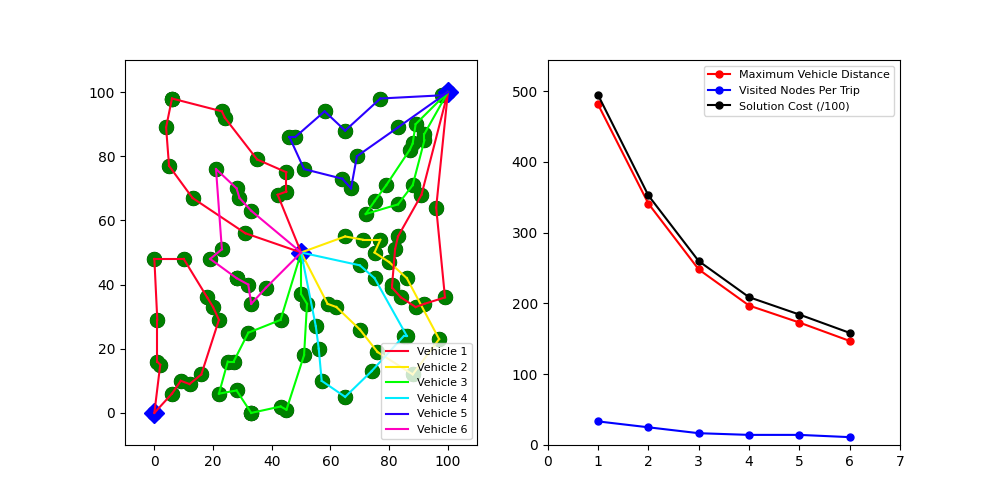 100
80
60
40
20
0
0
20
40
60
80
100
Vehicle 1
Vehicle 2
Vehicle 3
Vehicle 4
Vehicle 5
Vehicle 6
500
400
300
200
100
0
0
1
2
3
4
5
6
7
Maximum Vehicle Distance
Visited Nodes Per Trip
Solution Cost (/100)